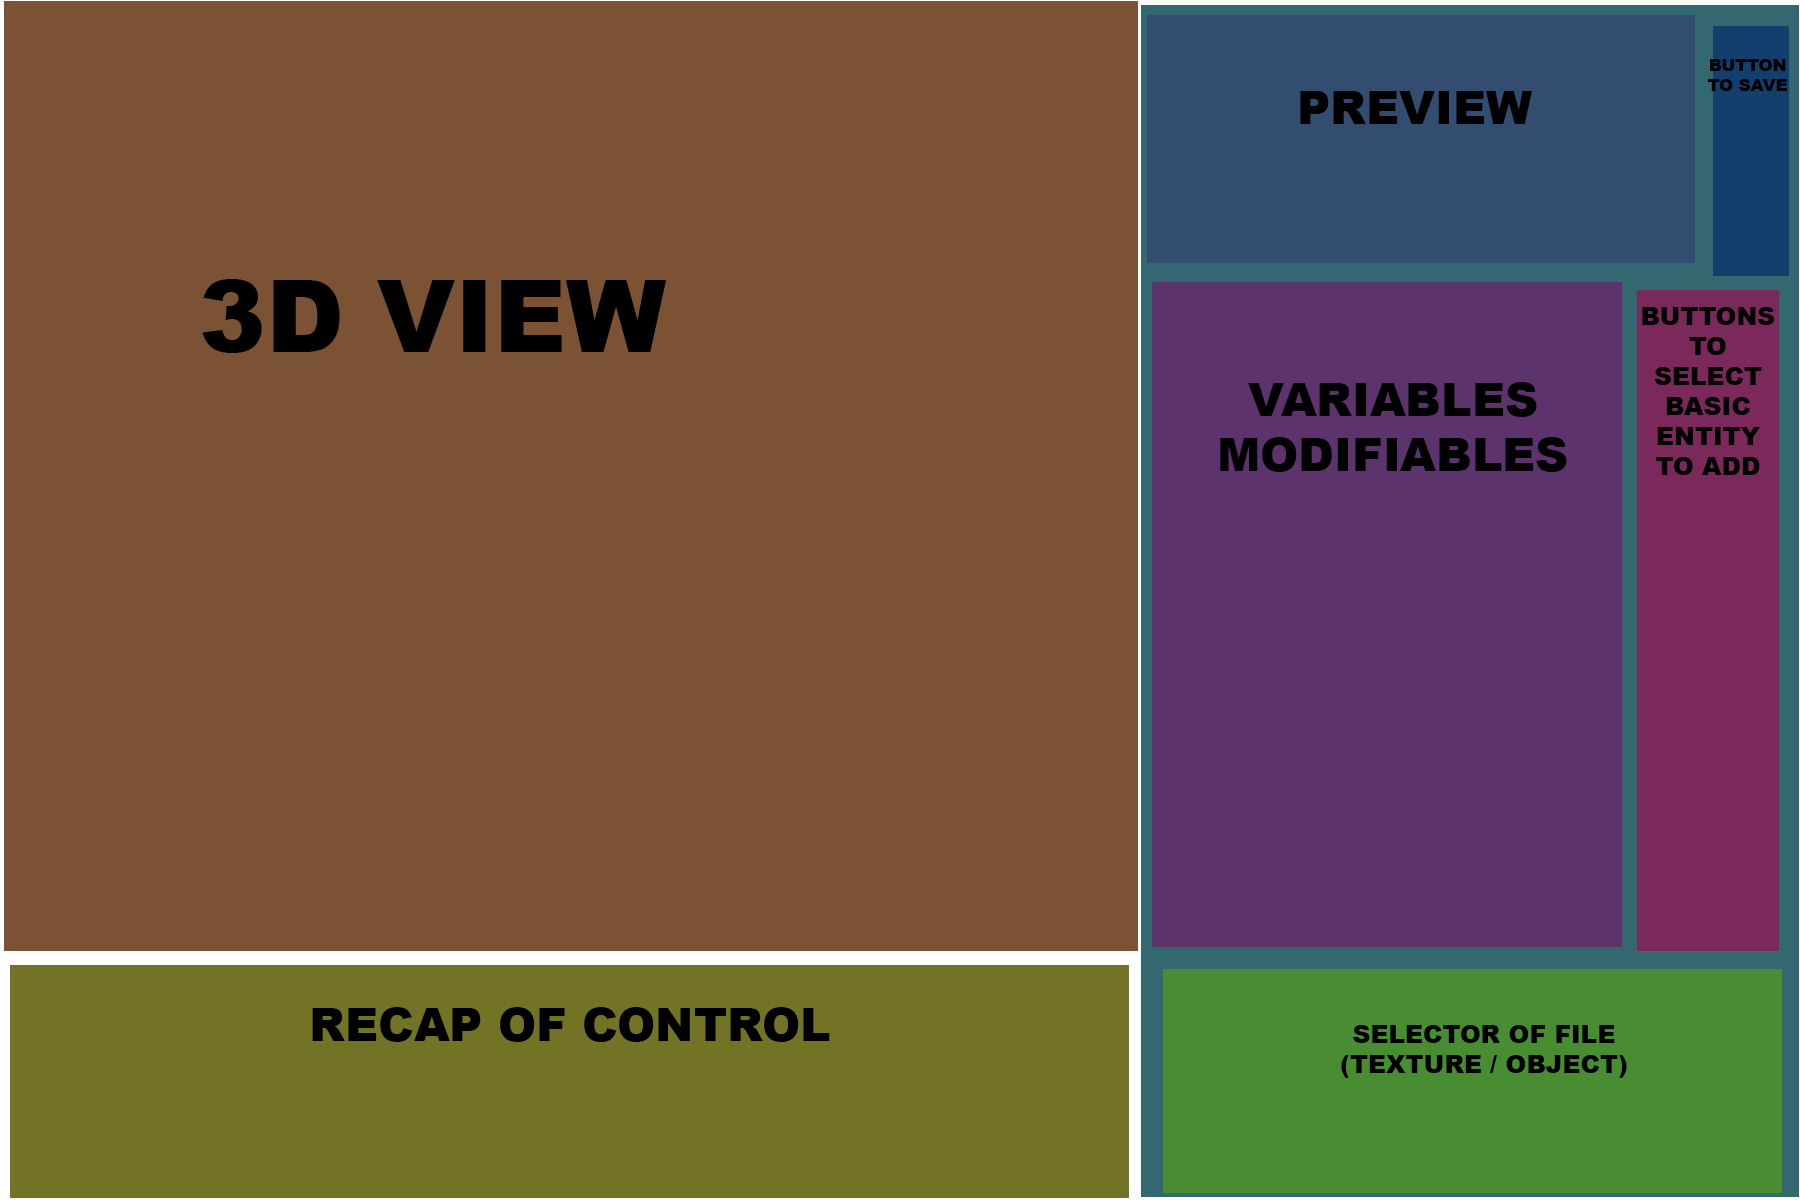 3D VIEW
RECAP OF CONTROL
PREVIEW
BUTTON
TO SAVE
VARIABLES
MODIFIABLES
BUTTONS
TO
SELECT
BASIC
ENTITY
TO ADD
SELECTOR OF FILE
(TEXTURE / OBJECT)